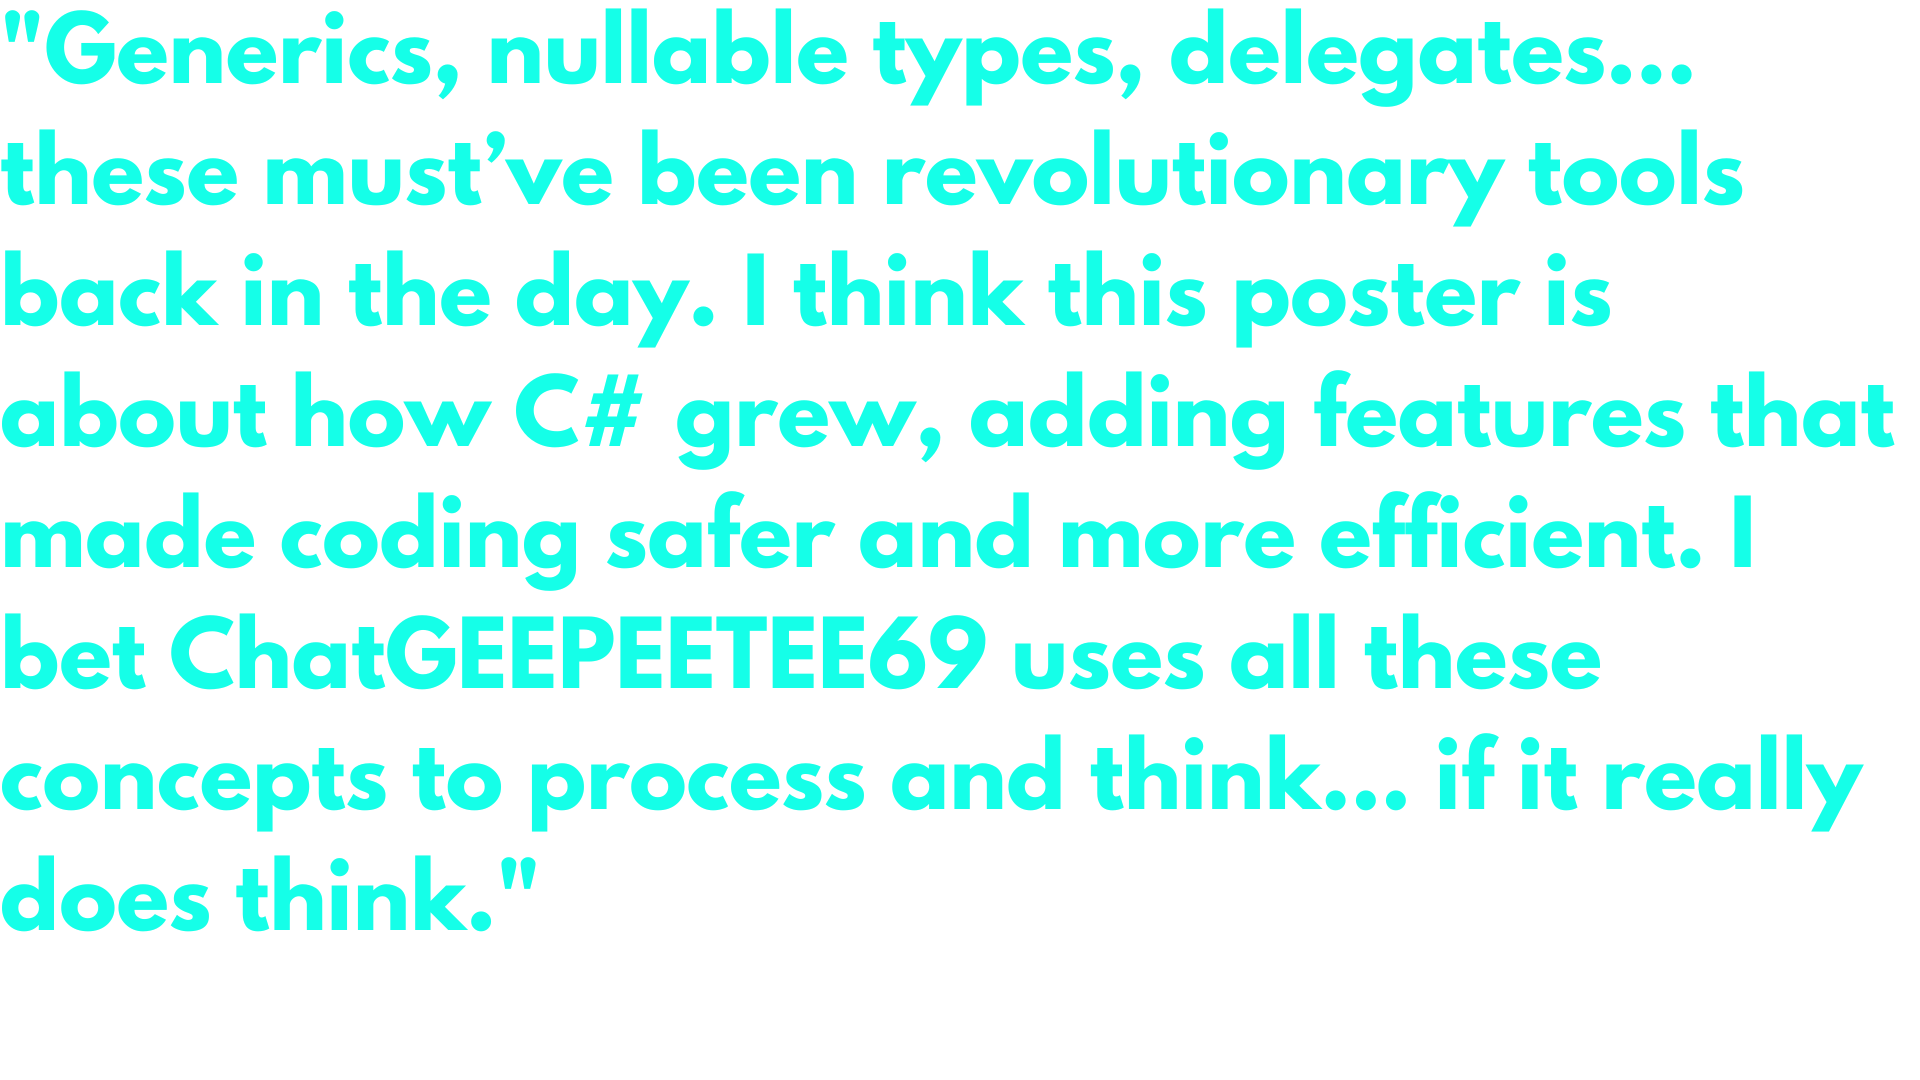 "Generics, nullable types, delegates...
these must’ve been revolutionary tools
back in the day. I think this poster is
about how C# grew, adding features that
made coding safer and more efficient. I
bet ChatGEEPEETEE69 uses all these
concepts to process and think... if it really
does think."